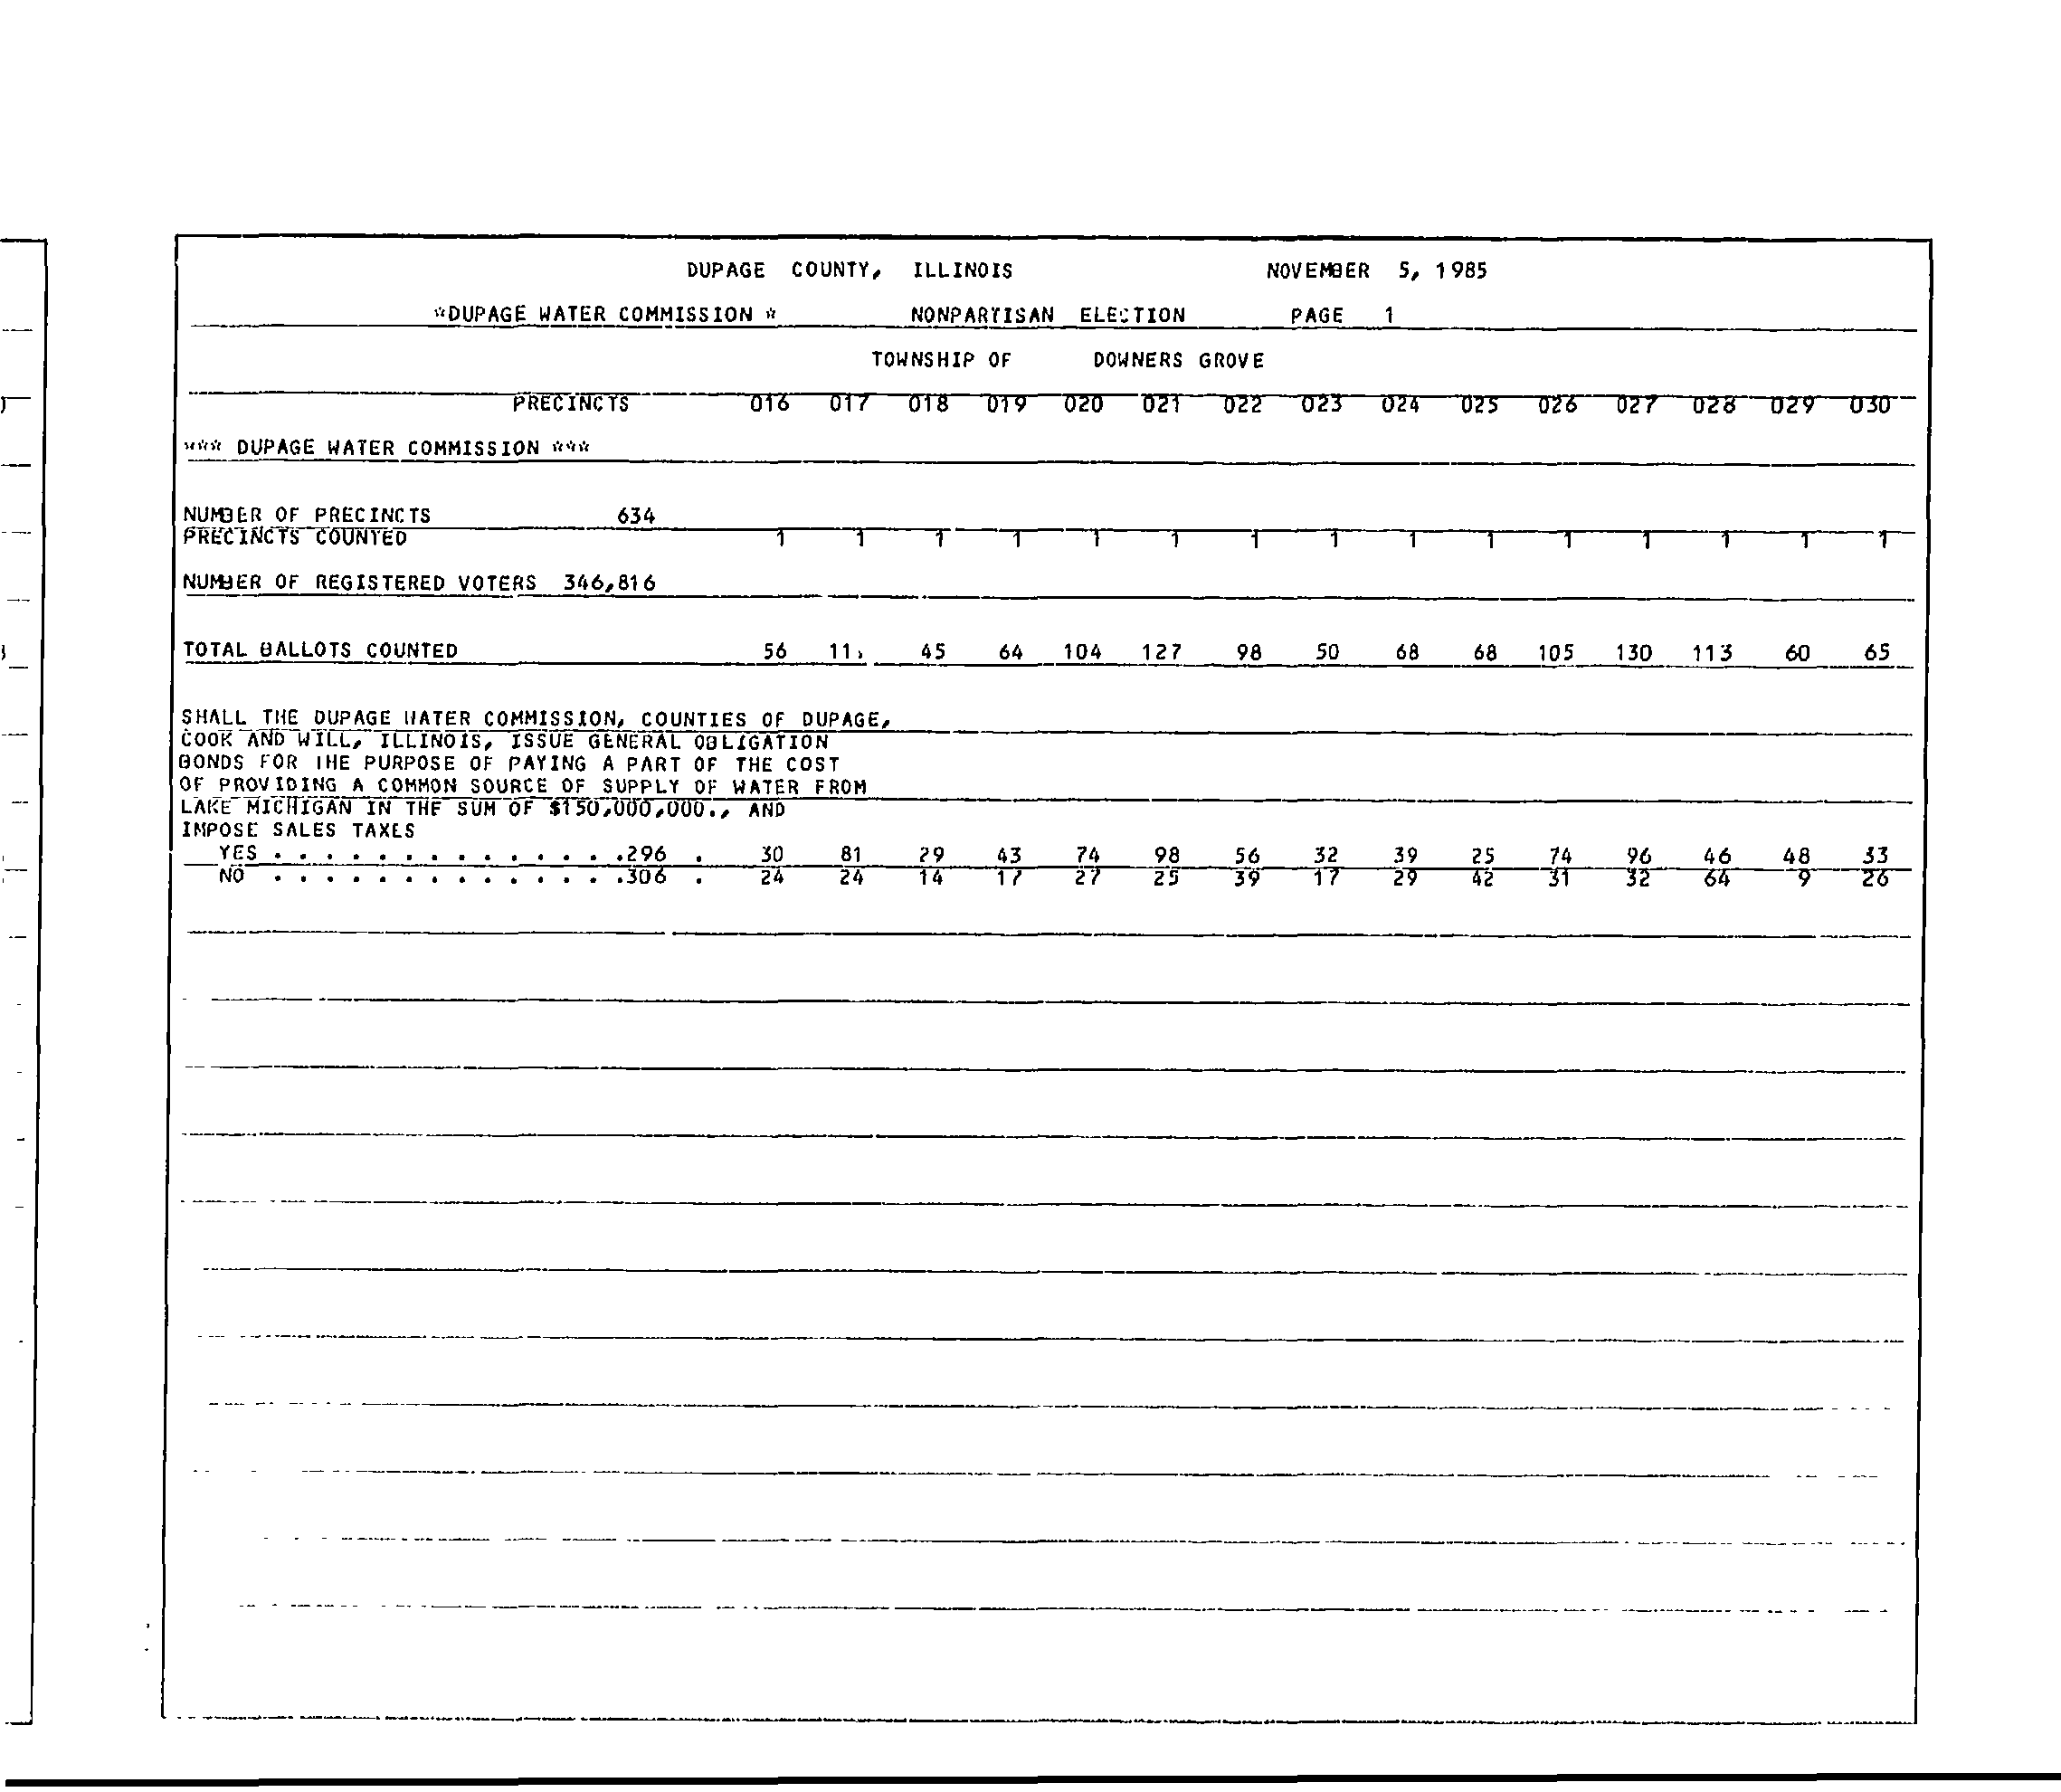 DUPAGE COUNTY, ILLINOIS NOVEMBER 5, 1985
*DUPAGE WATER COMMISSION * NONPARTISAN ELECTION PAGE 1
TOWNSHIP OF DOWNERS GROVE
PRECINCTS 016 017 018 019 020 021 022 023 024 025 026 027 028 029 030
*** DUPAGE WATER COMMISSION ***
NUMBER OF PRECINCTS 634
PRECINCTS COUNTED 1 1 1 1 1 1 1 1 1 1 1 1 1 1 1
NUMBER OF REGISTERED VOTERS 346,816
TOTAL BALLOTS COUNTED 56 45 64 104 127 98 50 68 68 105 130 113 60 65
SHALL THE DUPAGE WATER COMMISSION, COUNTIES OF DUPAGE,
COOK AND WILL, ILLINOIS, ISSUE GENERAL OBLIGATION
BONDS FOR THE PURPOSE OF PAYING A PART OF THE COST
OF PROVIDING A COMMON SOURCE OF SUPPLY OF WATER FROM
LAKE MICHIGAN IN THE SUM OF $150,000,000., AND
IMPOSE SALES TAXES
YES . . . . . . . . . . . . . .296 . 30 81 29 43 74 98 56 32 39 25 74 96 46 48 33
NO . . . . . . . . . . . . . .306 . 24 24 14 17 27 25 39 17 29 42 31 32 64 9 26